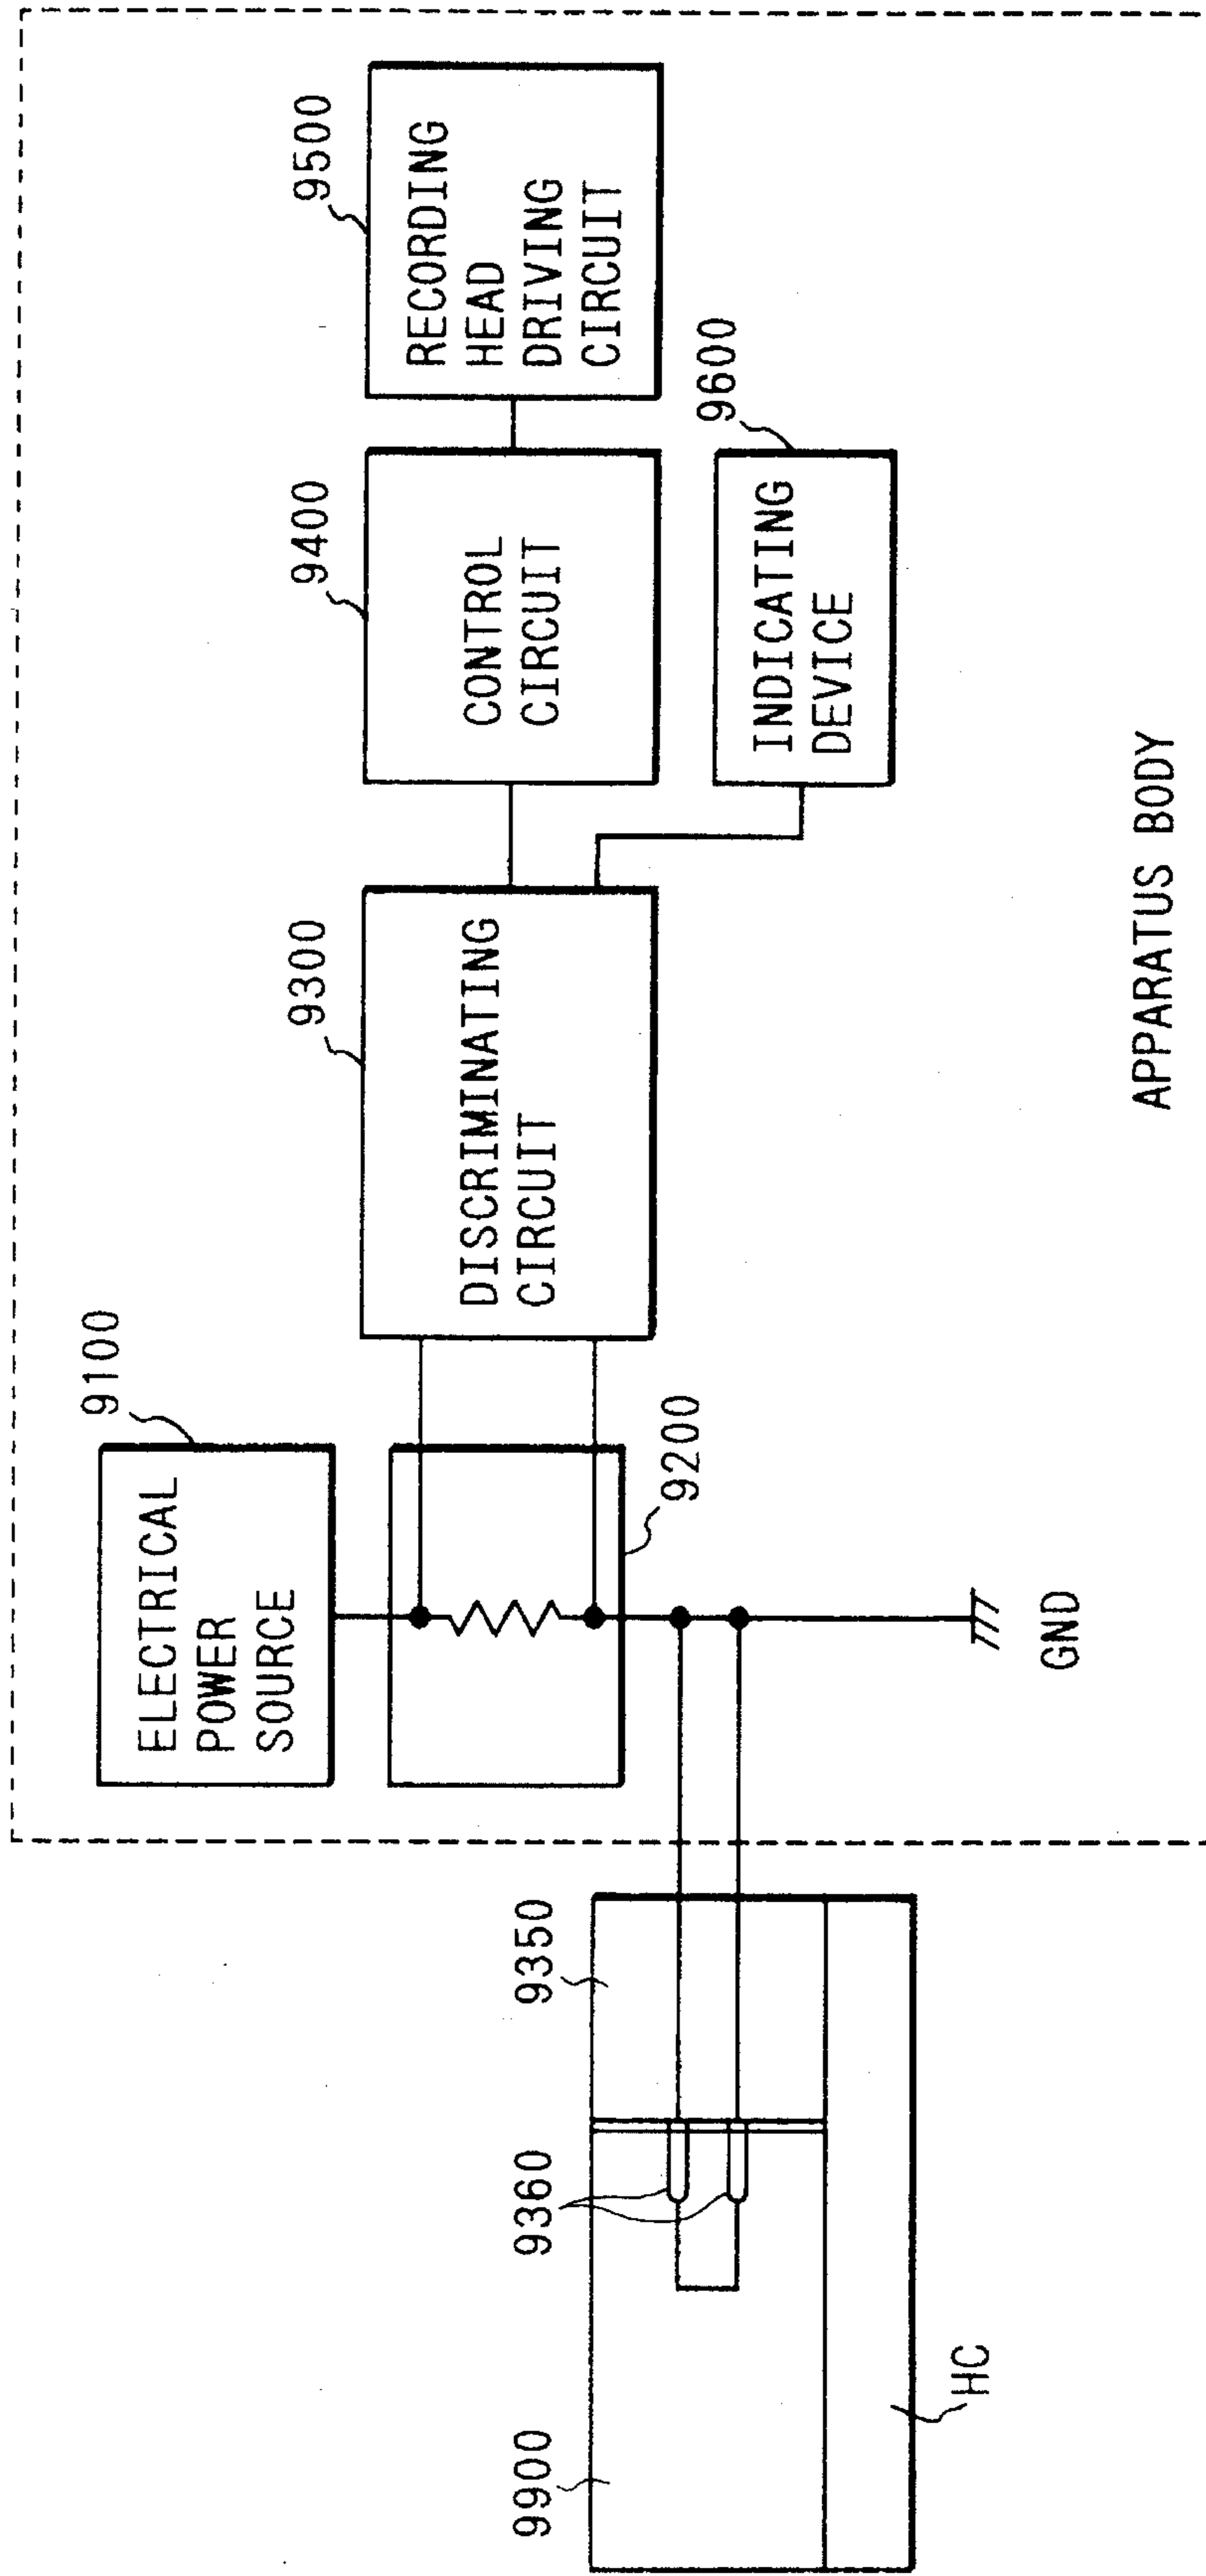 9100
ELECTRICAL
POWER
SOURCE
9200
9300
DISCRIMINATING
CIRCUIT
9400
CONTROL
CIRCUIT
9500
RECORDING
HEAD
DRIVING
CIRCUIT
9600
INDICATING
DEVICE
9900
9360
9350
HC
GND
APPARATUS BODY